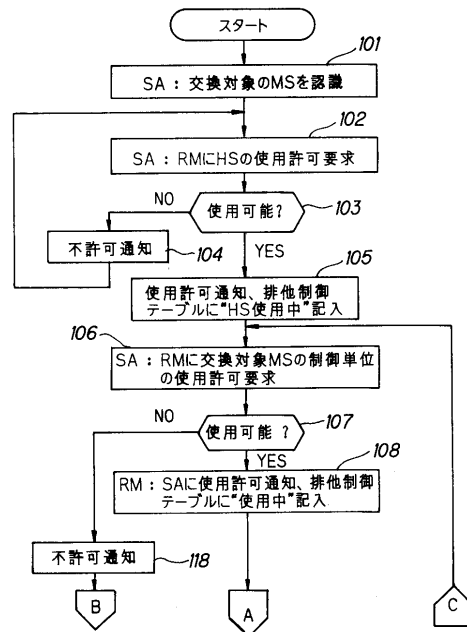 スタート
101
SA：交換対象のMSを認識
102
SA：RMにHSの使用許可要求
NO
使用可能？
103
不許可通知
104
YES
105
使用許可通知、排他制御
テーブルに“HS使用中”記入
106
SA：RMに交換対象MSの制御単位
の使用許可要求
NO
使用可能？
107
YES
108
RM：SAに使用許可通知、排他制御
テーブルに“使用中”記入
不許可通知
118
B
A
C